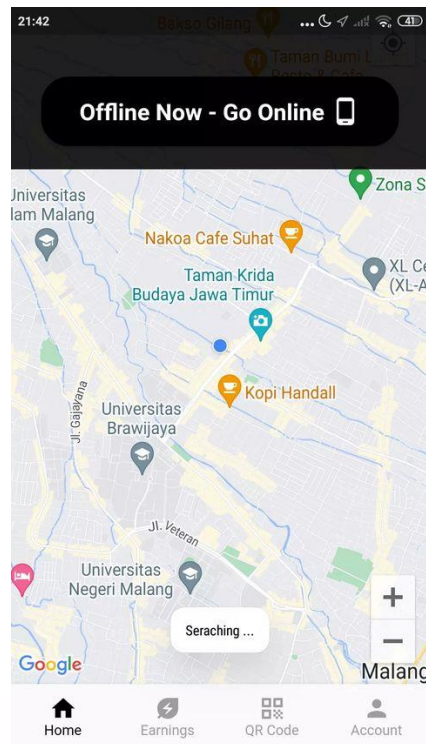 21:42
41
Bakso Gilang
Taman Bumi L
Resto & Cafe
Offline Now - Go Online
Zona S
Universitas
lam Malang
Nakoa Cafe Suhat
XL Ce
(XL-A
Taman Krida
Budaya Jawa Timur
Kopi Handall
Jl. Gajayana
Universitas
Brawijaya
Jl. Veteran
Universitas
Negeri Malang
Seraching ...
+
−
Google
Malang
Home
Earnings
QR Code
Account